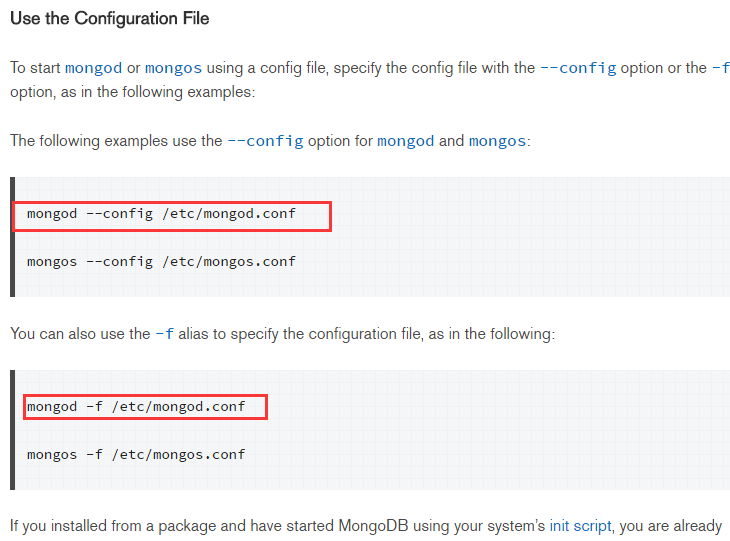 Use the Configuration File
To start mongod or mongos using a config file, specify the config file with the --config option or the -f
option, as in the following examples:
The following examples use the --config option for mongod and mongos:
mongod --config /etc/mongod.conf
mongos --config /etc/mongos.conf
You can also use the -f alias to specify the configuration file, as in the following:
mongod -f /etc/mongod.conf
mongos -f /etc/mongos.conf
If you installed from a package and have started MongoDB using your system’s init script, you are already